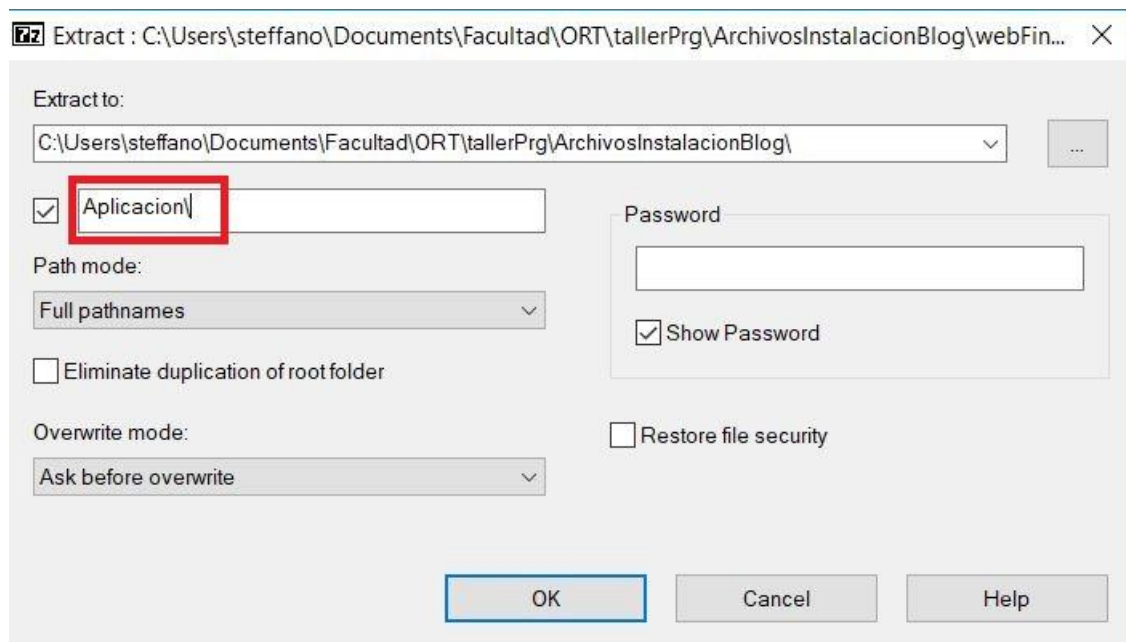 7z Extract : C:\Users\steffano\Documents\Facultad\ORT\tallerPrg\ArchivosInstalacionBlog\webFin...
Extract to:
C:\Users\steffano\Documents\Facultad\ORT\tallerPrg\ArchivosInstalacionBlog\
...
Aplicacion\
Password
Path mode:
Full pathnames
Show Password
Eliminate duplication of root folder
Overwrite mode:
Restore file security
Ask before overwrite
OK Cancel Help